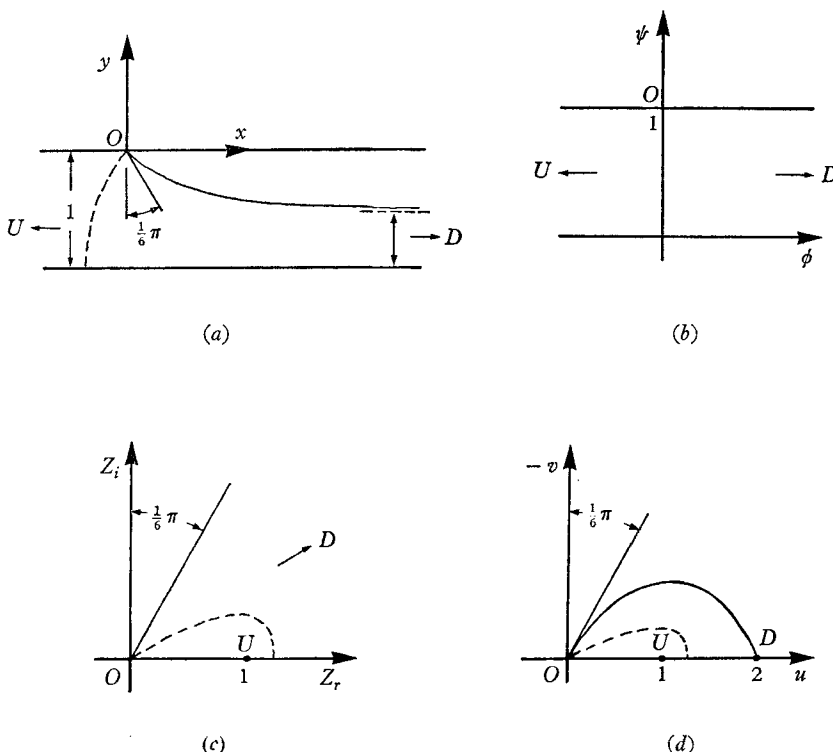 y
O
x
1
U
1/6 π
D
(a)
ψ
O
1
U
D
ϕ
(b)
Z_i
1/6 π
D
U
O
1
Z_r
(c)
− v
1/6 π
U
D
O
1
2
u
(d)